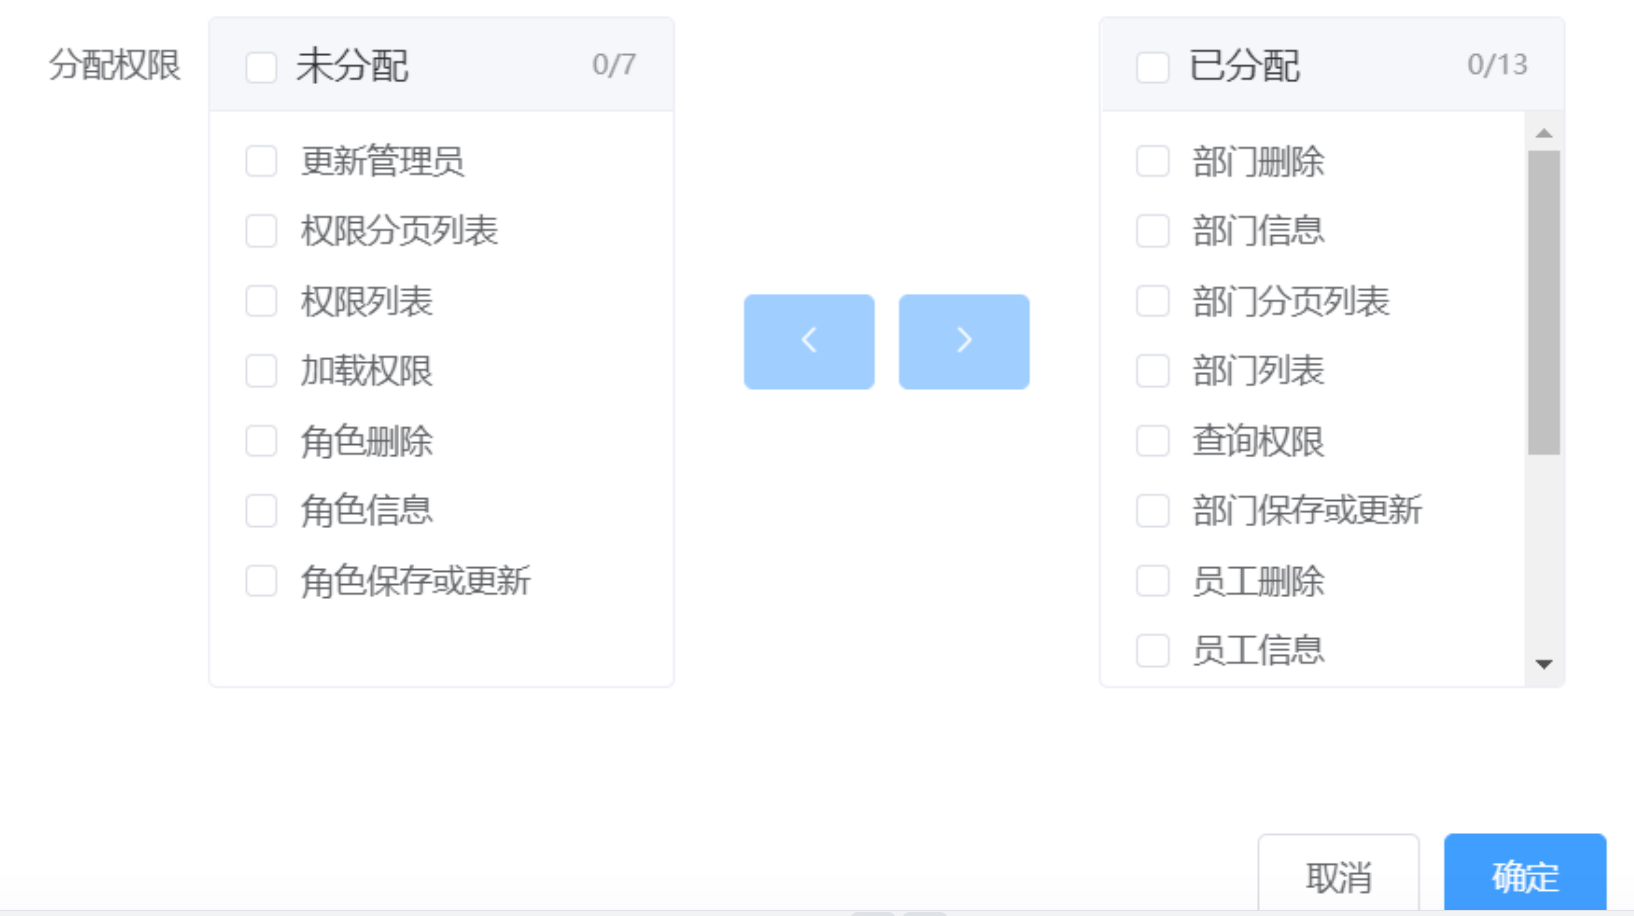 分配权限
未分配 0/7
更新管理员
权限分页列表
权限列表
加载权限
角色删除
角色信息
角色保存或更新
已分配 0/13
部门删除
部门信息
部门分页列表
部门列表
查询权限
部门保存或更新
员工删除
员工信息
取消
确定